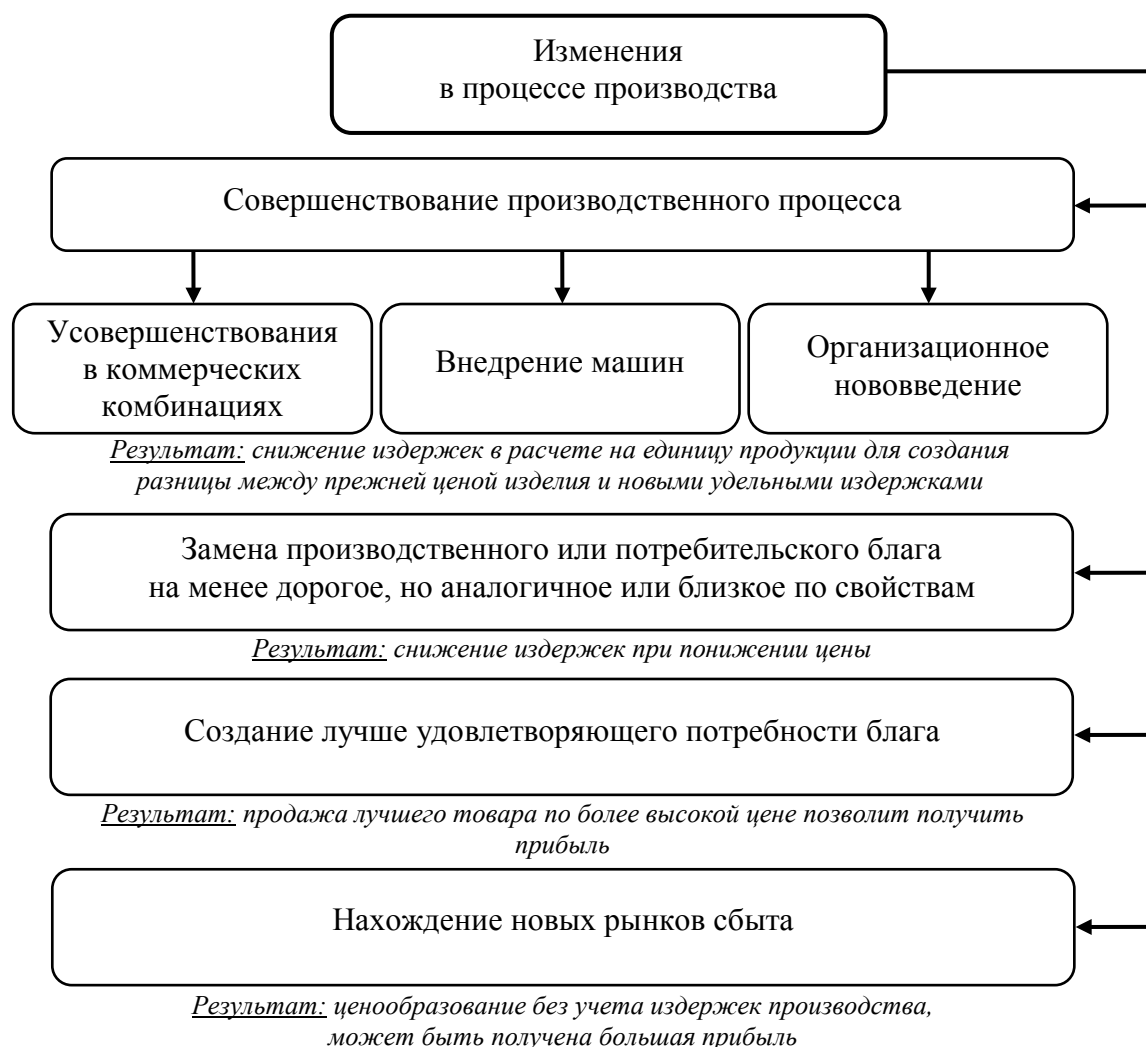 Изменения
в процессе производства
Совершенствование производственного процесса
Усовершенствования
в коммерческих
комбинациях
Внедрение машин
Организационное
нововведение
Результат: снижение издержек в расчете на единицу продукции для создания
разницы между прежней ценой изделия и новыми удельными издержками
Замена производственного или потребительского блага
на менее дорогое, но аналогичное или близкое по свойствам
Результат: снижение издержек при понижении цены
Создание лучше удовлетворяющего потребности блага
Результат: продажа лучшего товара по более высокой цене позволит получить
прибыль
Нахождение новых рынков сбыта
Результат: ценообразование без учета издержек производства,
может быть получена большая прибыль